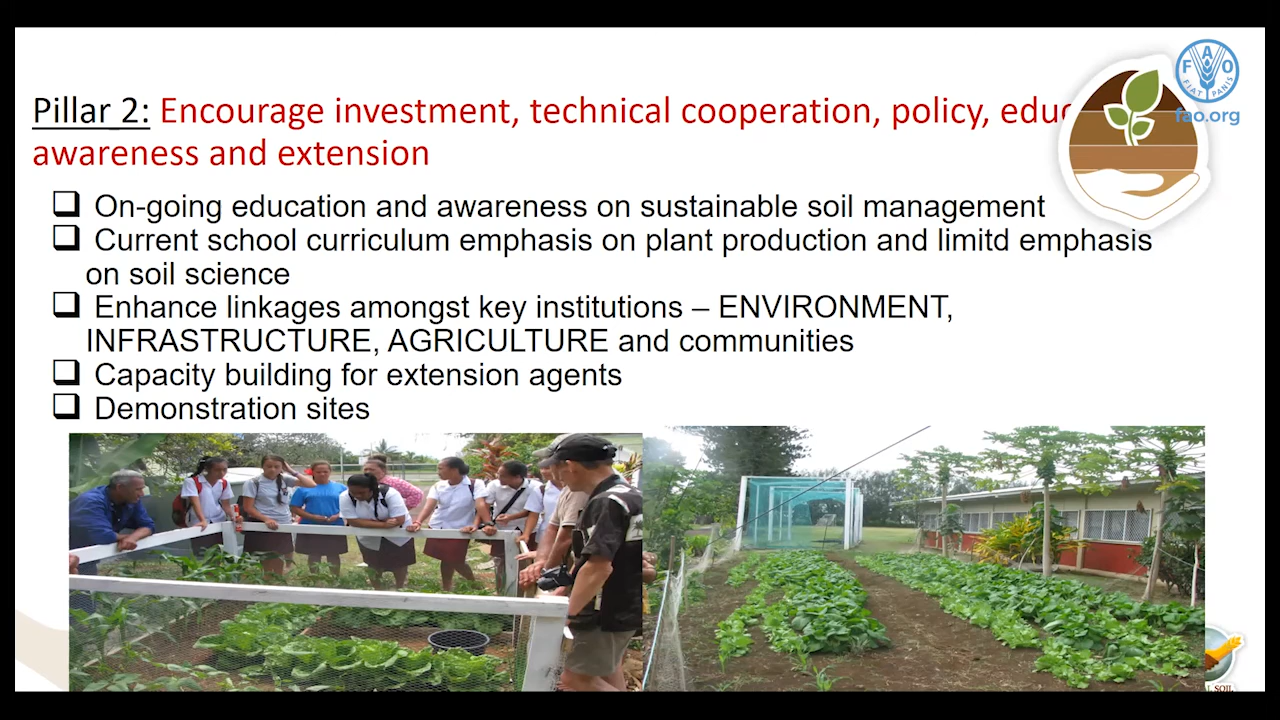 Pillar 2: Encourage investment, technical cooperation, policy,
awareness and extension
On-going education and awareness on sustainable soil management
Current school curriculum emphasis on plant production and limitd emphasis
on soil science
Enhance linkages amongst key institutions – ENVIRONMENT,
INFRASTRUCTURE, AGRICULTURE and communities
Capacity building for extension agents
Demonstration sites
FAO
FIAT PANIS
fao.org
SOIL